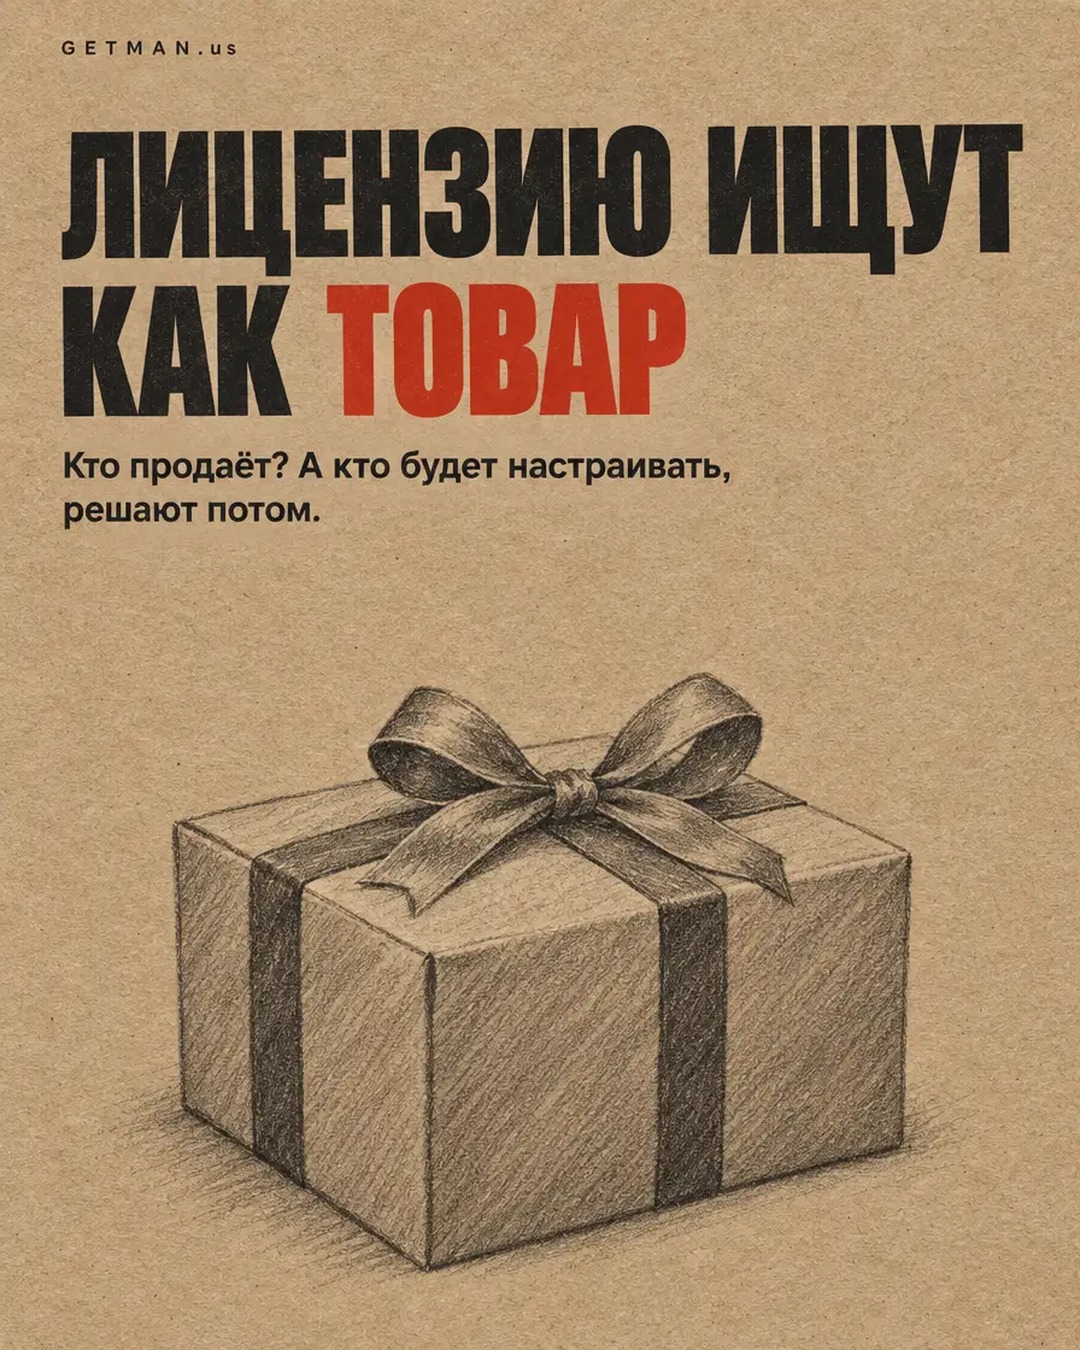 GETMAN.us
ЛИЦЕНЗИЮ ИЩУТ
КАК ТОВАР
Кто продаёт? А кто будет настраивать,
решают потом.